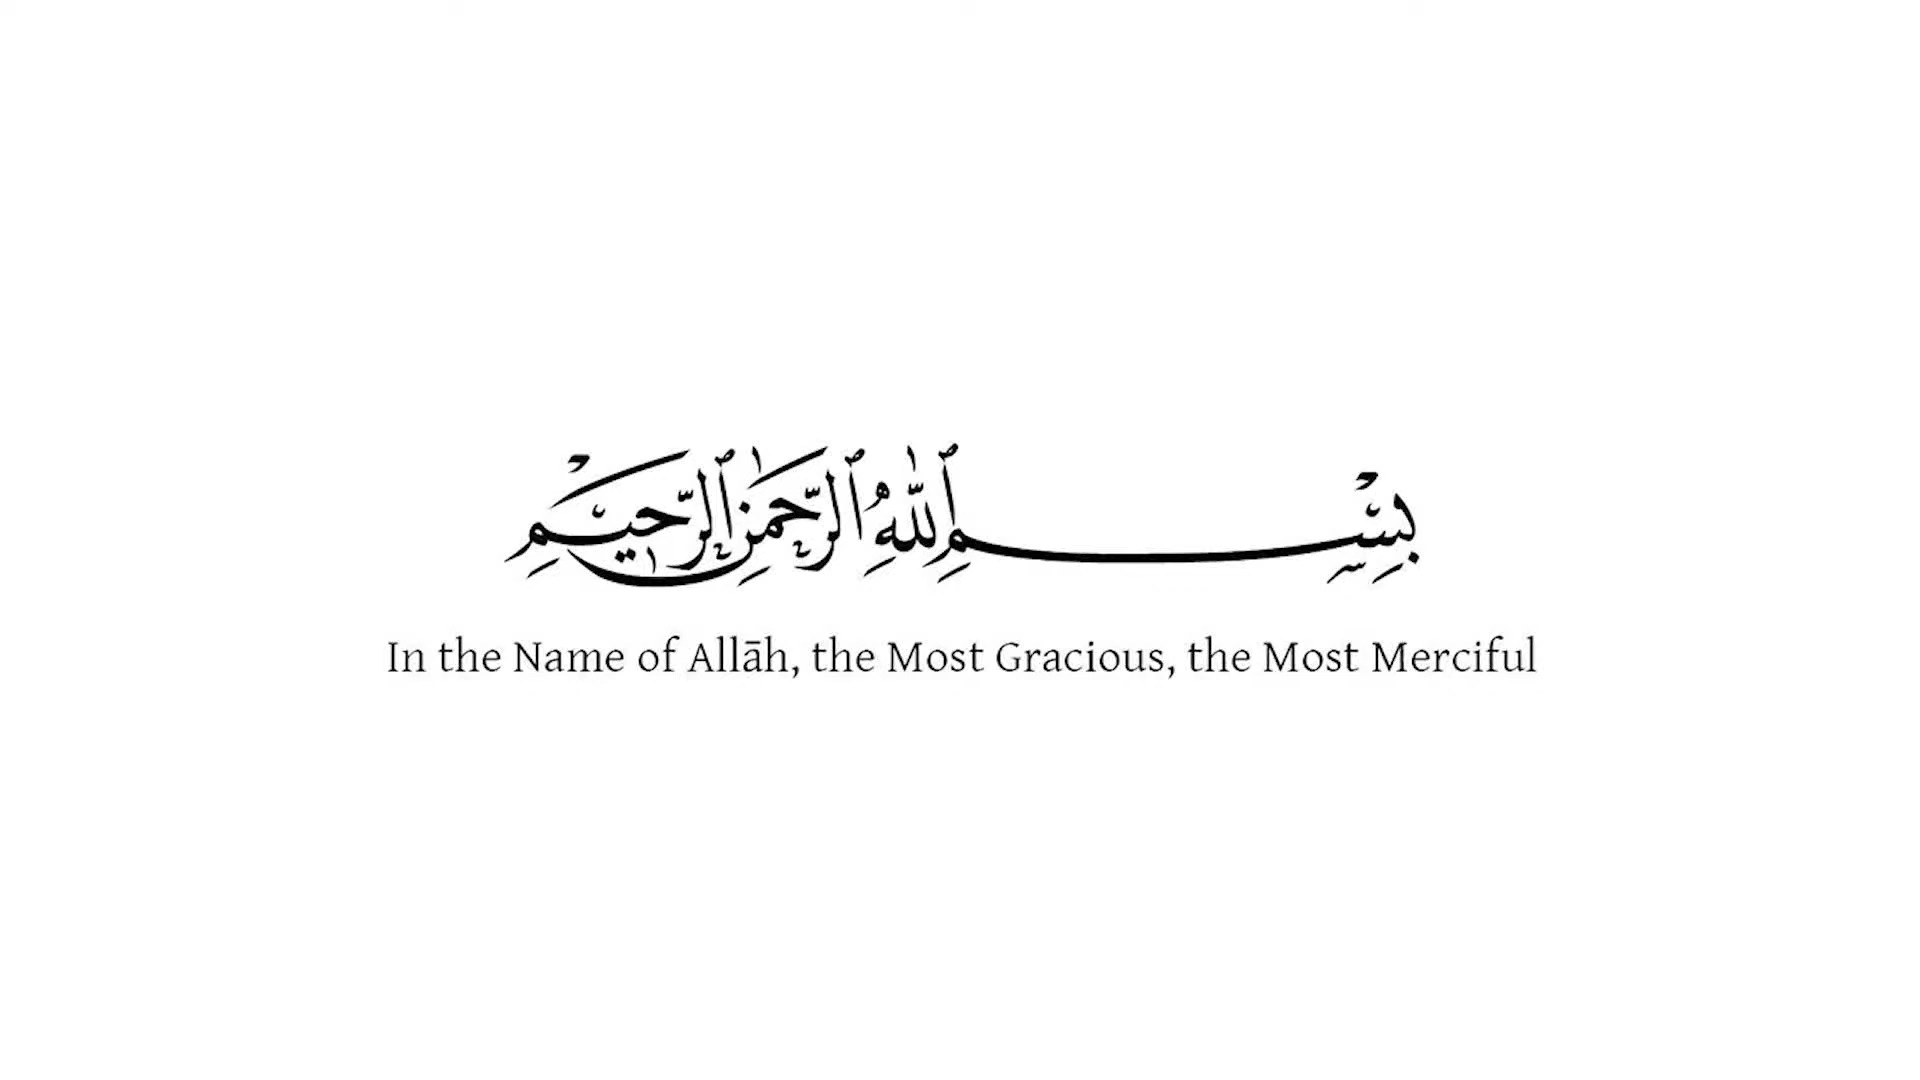 بِسْمِ ٱللَّهِ ٱلرَّحْمَٰنِ ٱلرَّحِيمِ
In the Name of Allāh, the Most Gracious, the Most Merciful